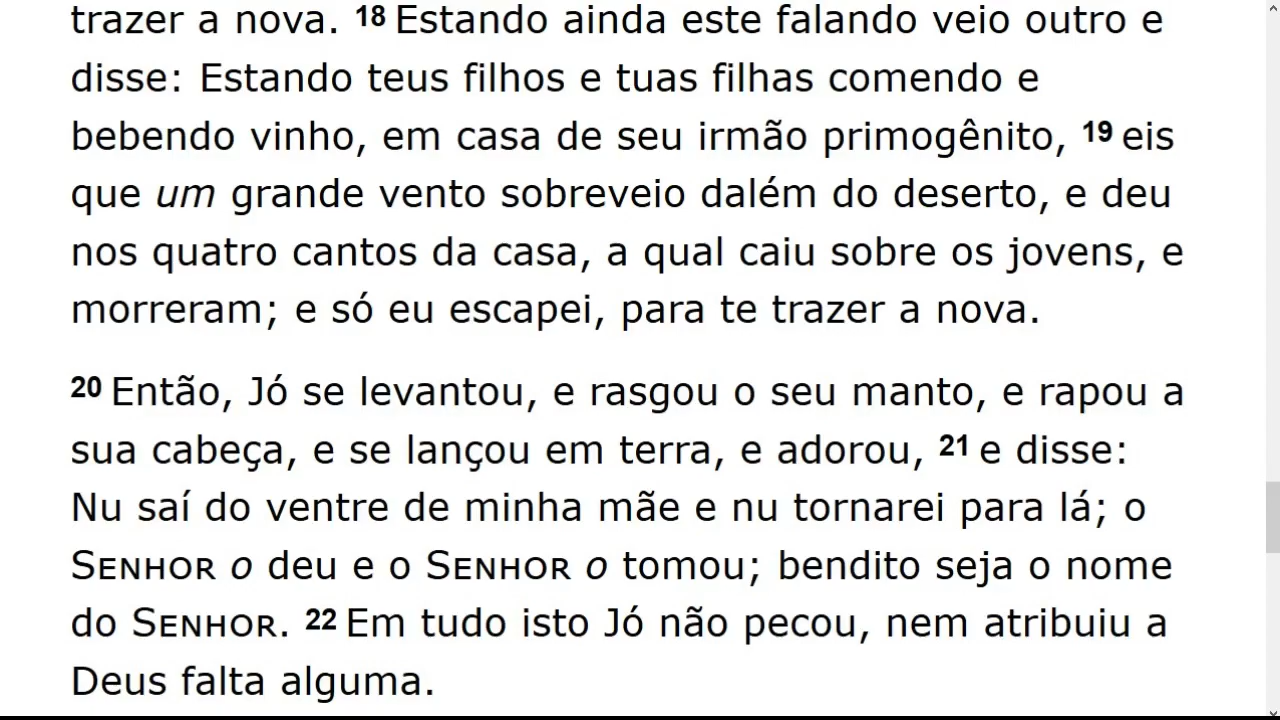 trazer a nova. 18 Estando ainda este falando veio outro e
disse: Estando teus filhos e tuas filhas comendo e
bebendo vinho, em casa de seu irmão primogênito, 19 eis
que um grande vento sobreveio dalém do deserto, e deu
nos quatro cantos da casa, a qual caiu sobre os jovens, e
morreram; e só eu escapei, para te trazer a nova.
20 Então, Jó se levantou, e rasgou o seu manto, e rapou a
sua cabeça, e se lançou em terra, e adorou, 21 e disse:
Nu saí do ventre de minha mãe e nu tornarei para lá; o
SENHOR o deu e o SENHOR o tomou; bendito seja o nome
do SENHOR. 22 Em tudo isto Jó não pecou, nem atribuiu a
Deus falta alguma.